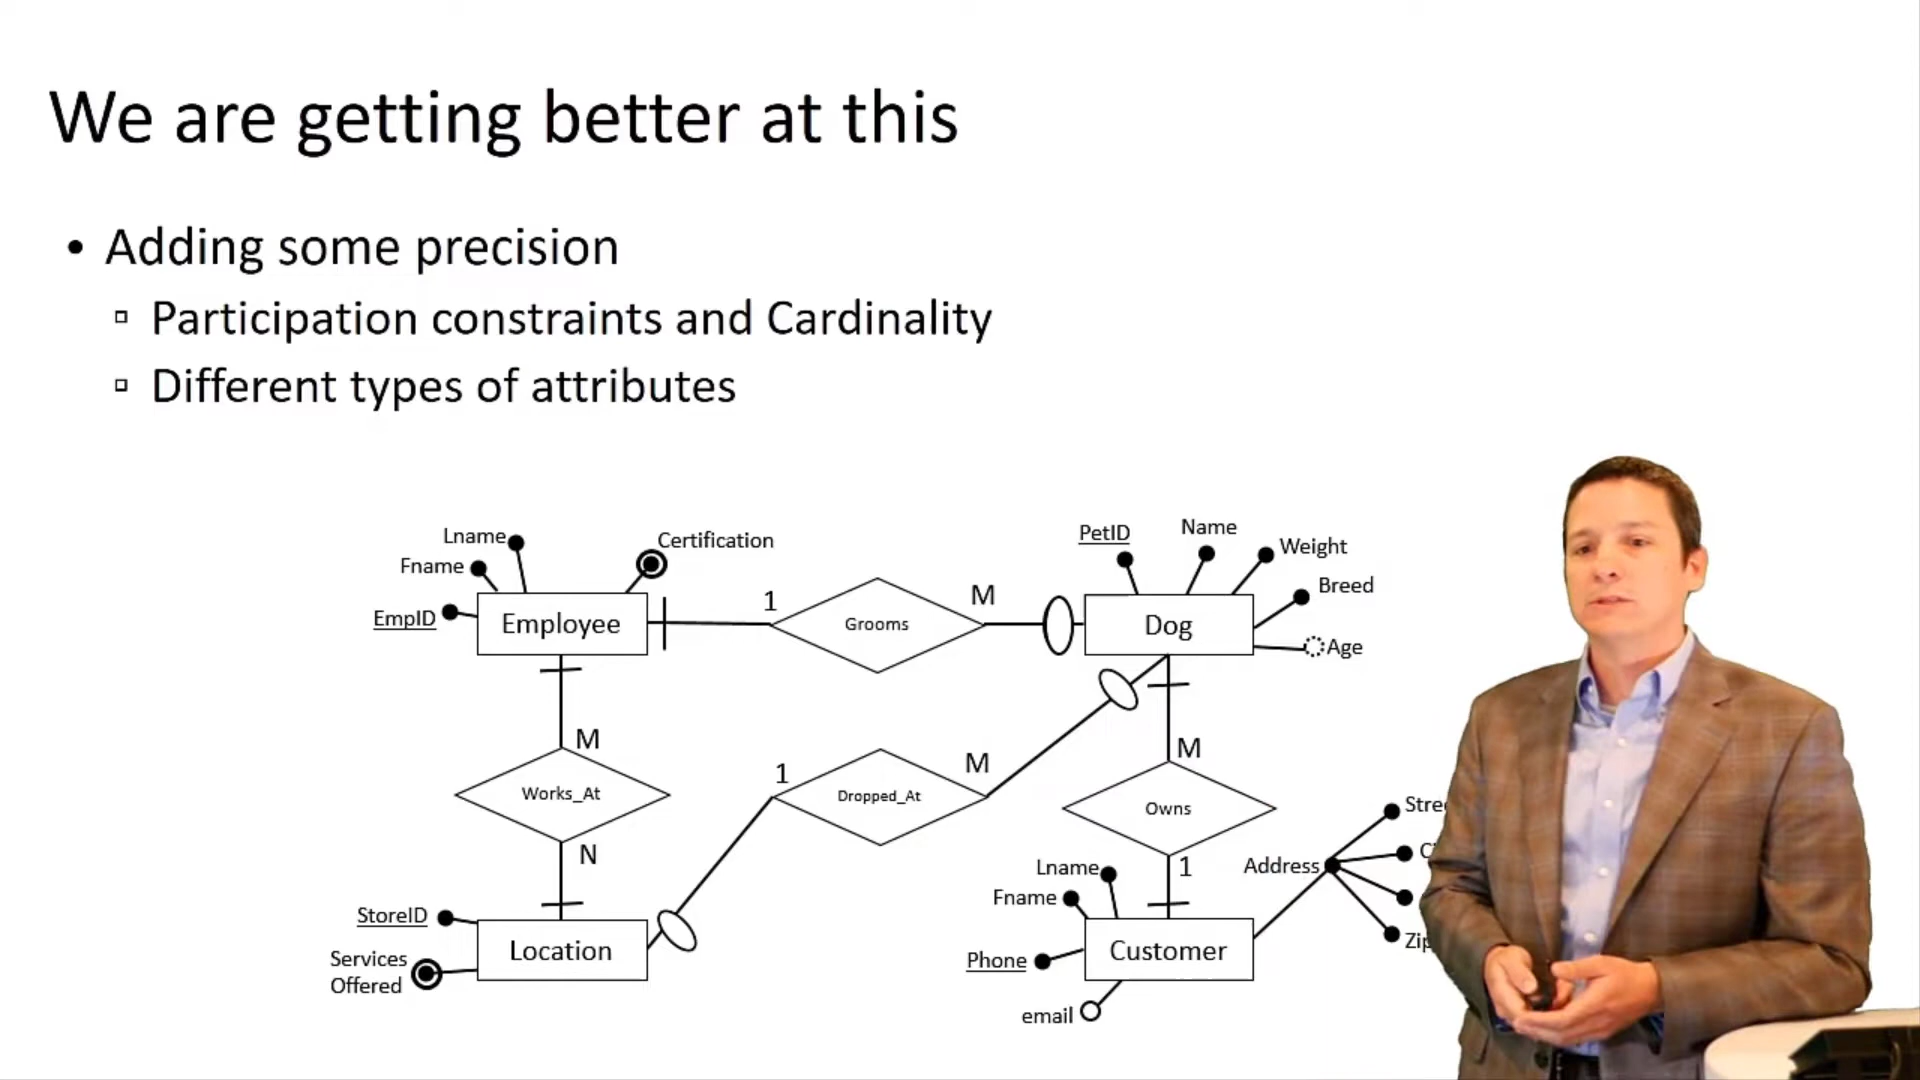 We are getting better at this
• Adding some precision
▫ Participation constraints and Cardinality
▫ Different types of attributes
Lname
Certification
Fname
EmpID
Employee
1
Grooms
M
PetID
Name
Weight
Breed
Dog
Age
M
Works_At
N
1
Dropped_At
M
M
Owns
1
StoreID
Services
Offered
Location
Lname
Fname
Phone
email
Customer
Address